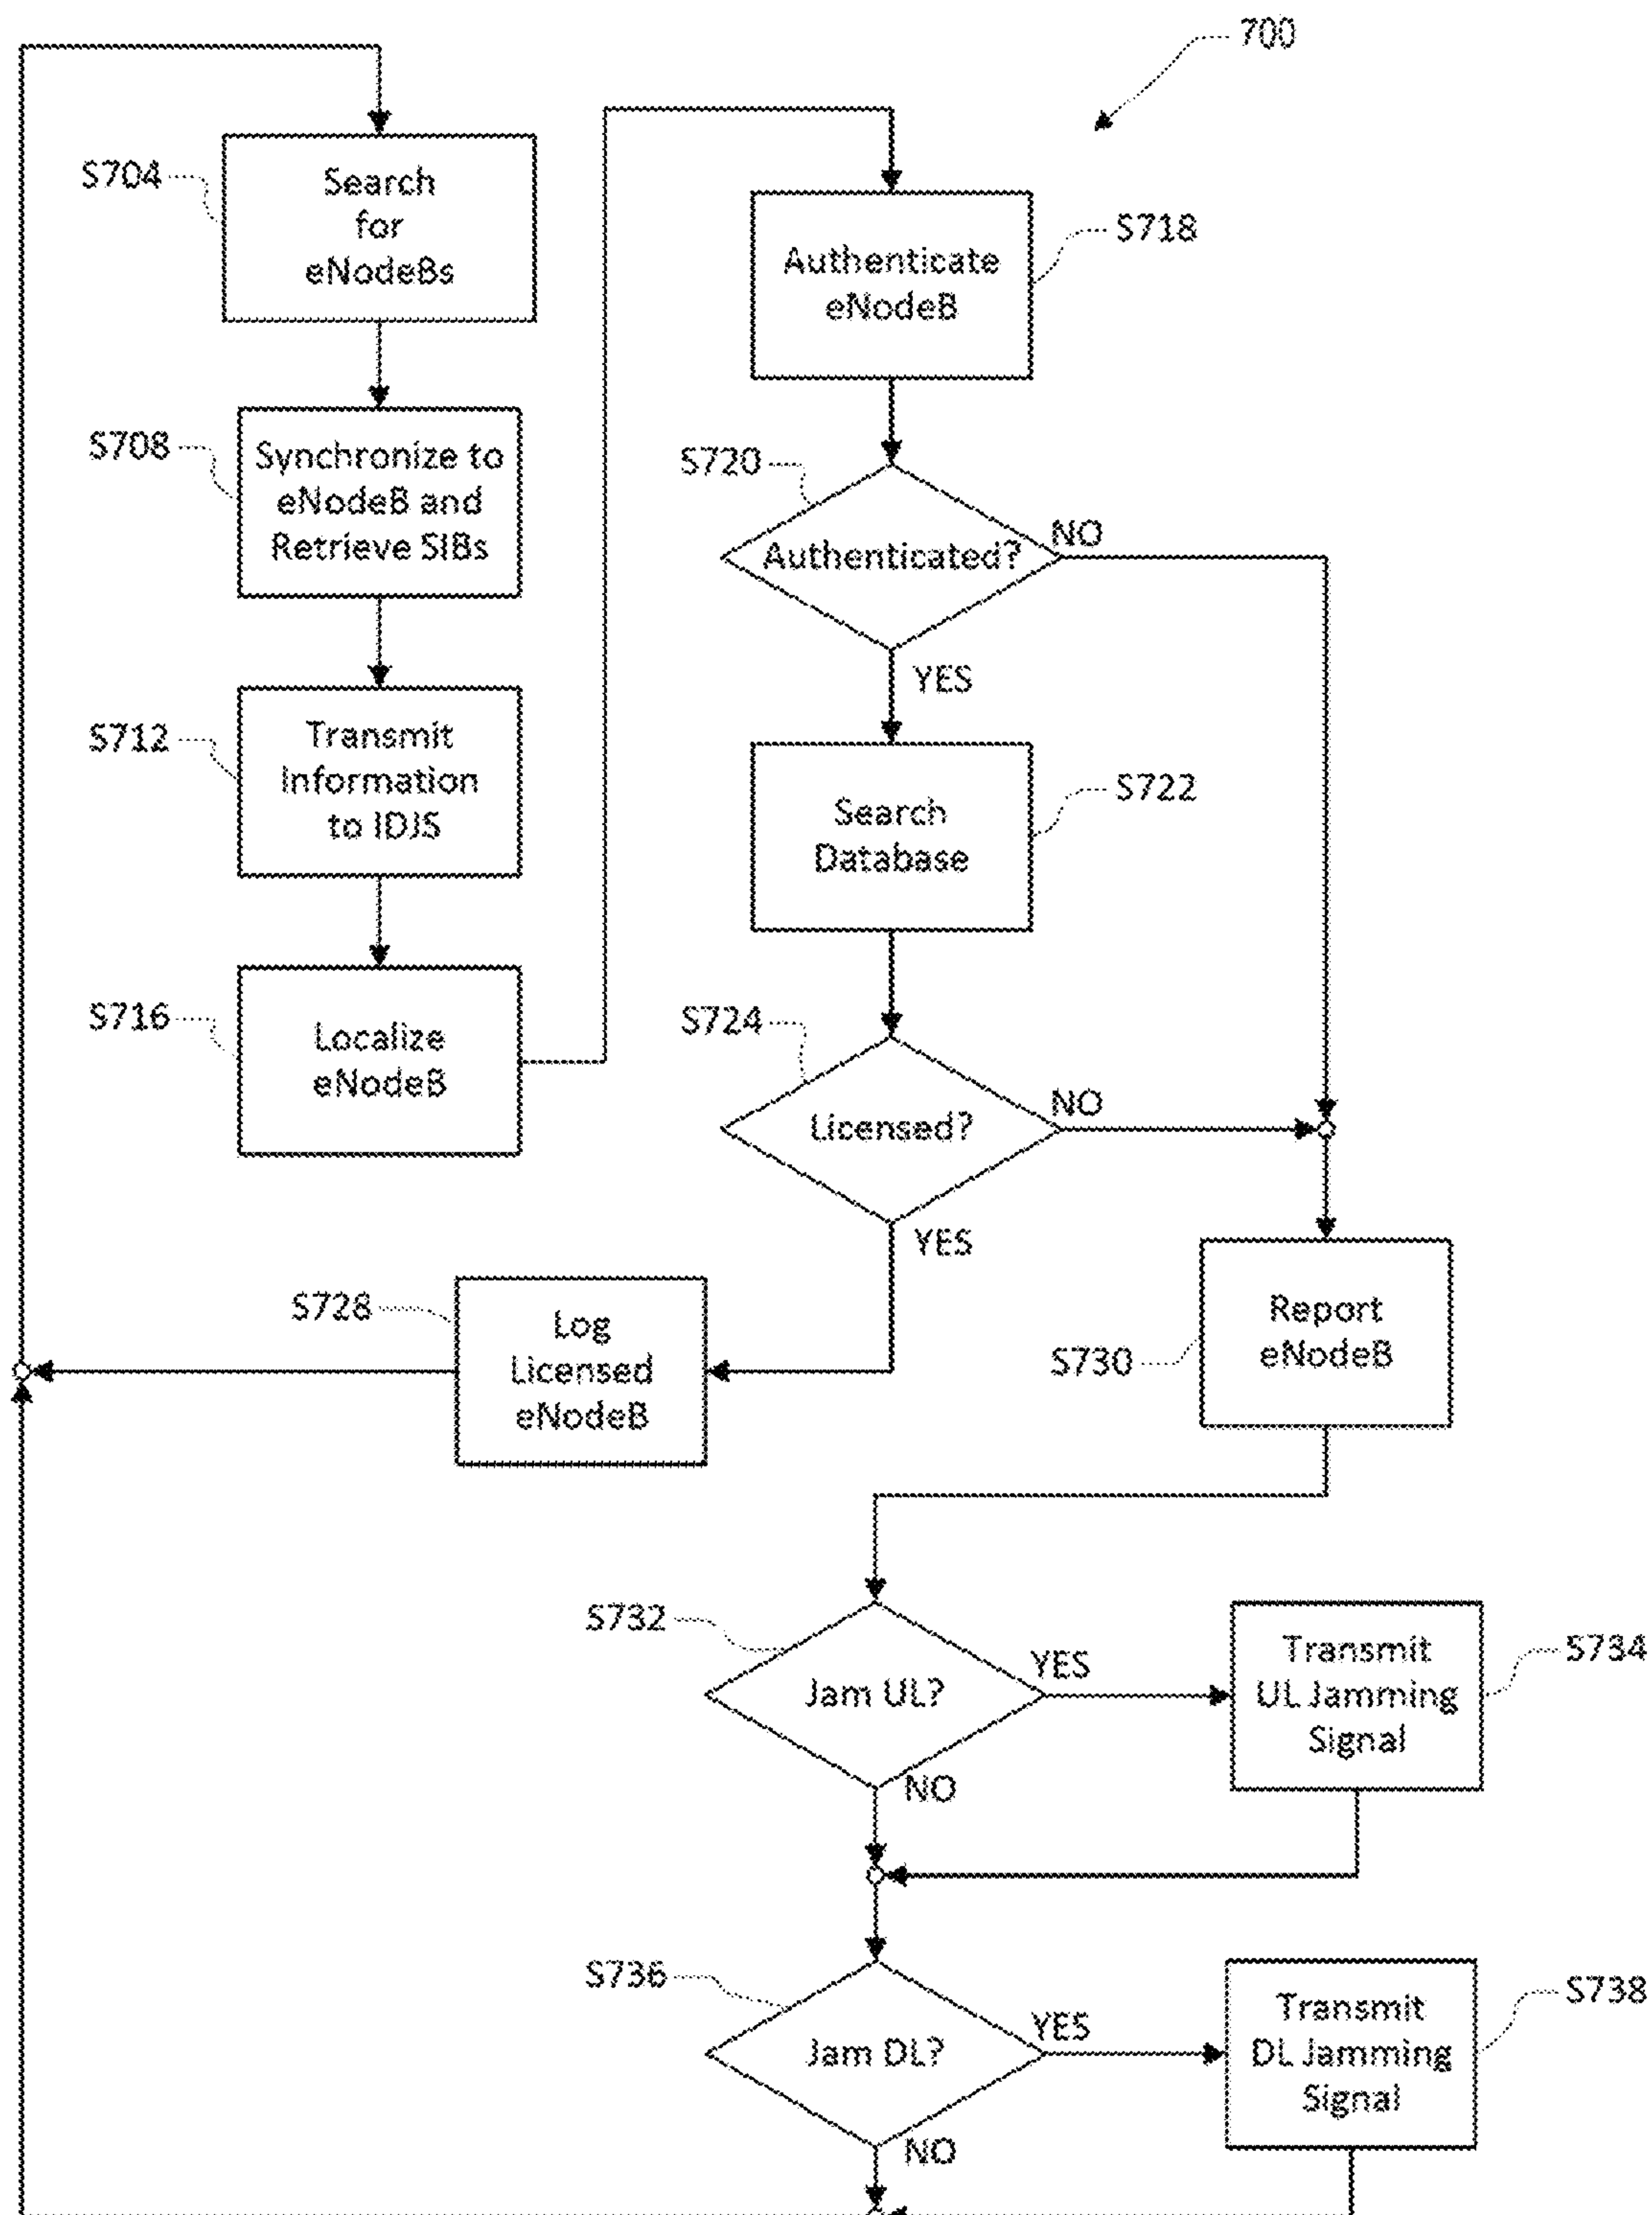 700
S704
Search
for
eNodeBs
S708
Synchronize to
eNodeB and
Retrieve SIBs
S712
Transmit
Information
to IDJS
S716
Localize
eNodeB
S718
Authenticate
eNodeB
S720
Authenticated?
NO
YES
S722
Search
Database
S724
Licensed?
NO
YES
S728
Log
Licensed
eNodeB
S730
Report
eNodeB
S732
Jam UL?
YES
NO
S734
Transmit
UL Jamming
Signal
S736
Jam DL?
YES
NO
S738
Transmit
DL Jamming
Signal